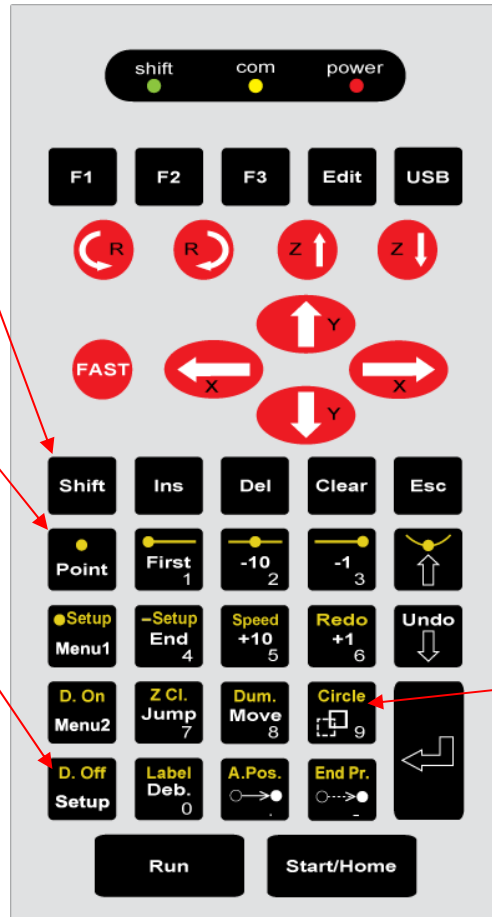 shift com power
F1 F2 F3 Edit USB
R R Z Z
Y
FAST X X
Y
Shift Ins Del Clear Esc
Point First 1 -10 2 -1 3
●Setup Menu1 –Setup End 4 Speed +10 5 Redo +1 6 Undo
D. On Menu2 Z Cl. Jump 7 Dum. Move 8 Circle 9
D. Off Setup Label Deb. 0 A.Pos. . End Pr. -
Run Start/Home